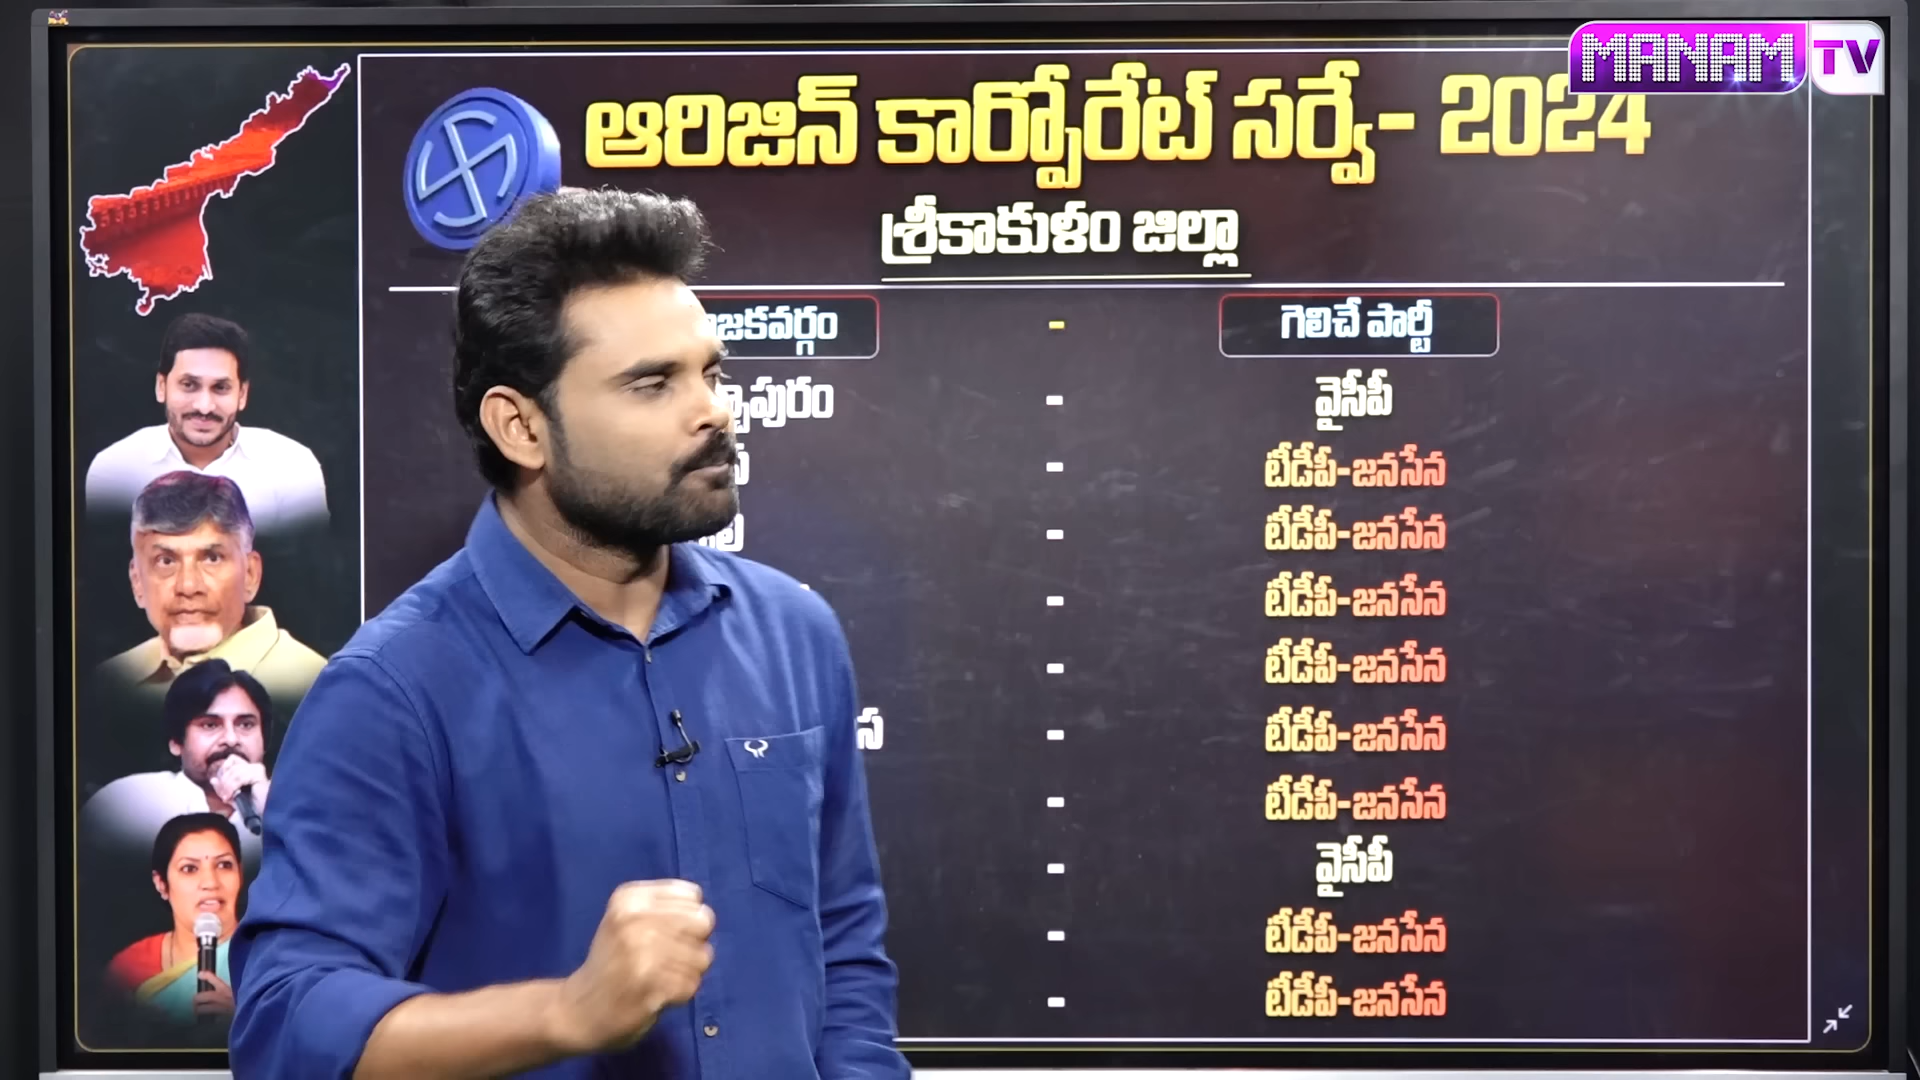 MANAM TV
ఆరిజిన్ కార్పోరేట్ సర్వే- 2024
శ్రీకాకుళం జిల్లా
- గెలిచే పార్టీ
- వైసీపీ
- టీడీపీ-జనసేన
- టీడీపీ-జనసేన
- టీడీపీ-జనసేన
- టీడీపీ-జనసేన
- టీడీపీ-జనసేన
- టీడీపీ-జనసేన
- వైసీపీ
- టీడీపీ-జనసేన
- టీడీపీ-జనసేన